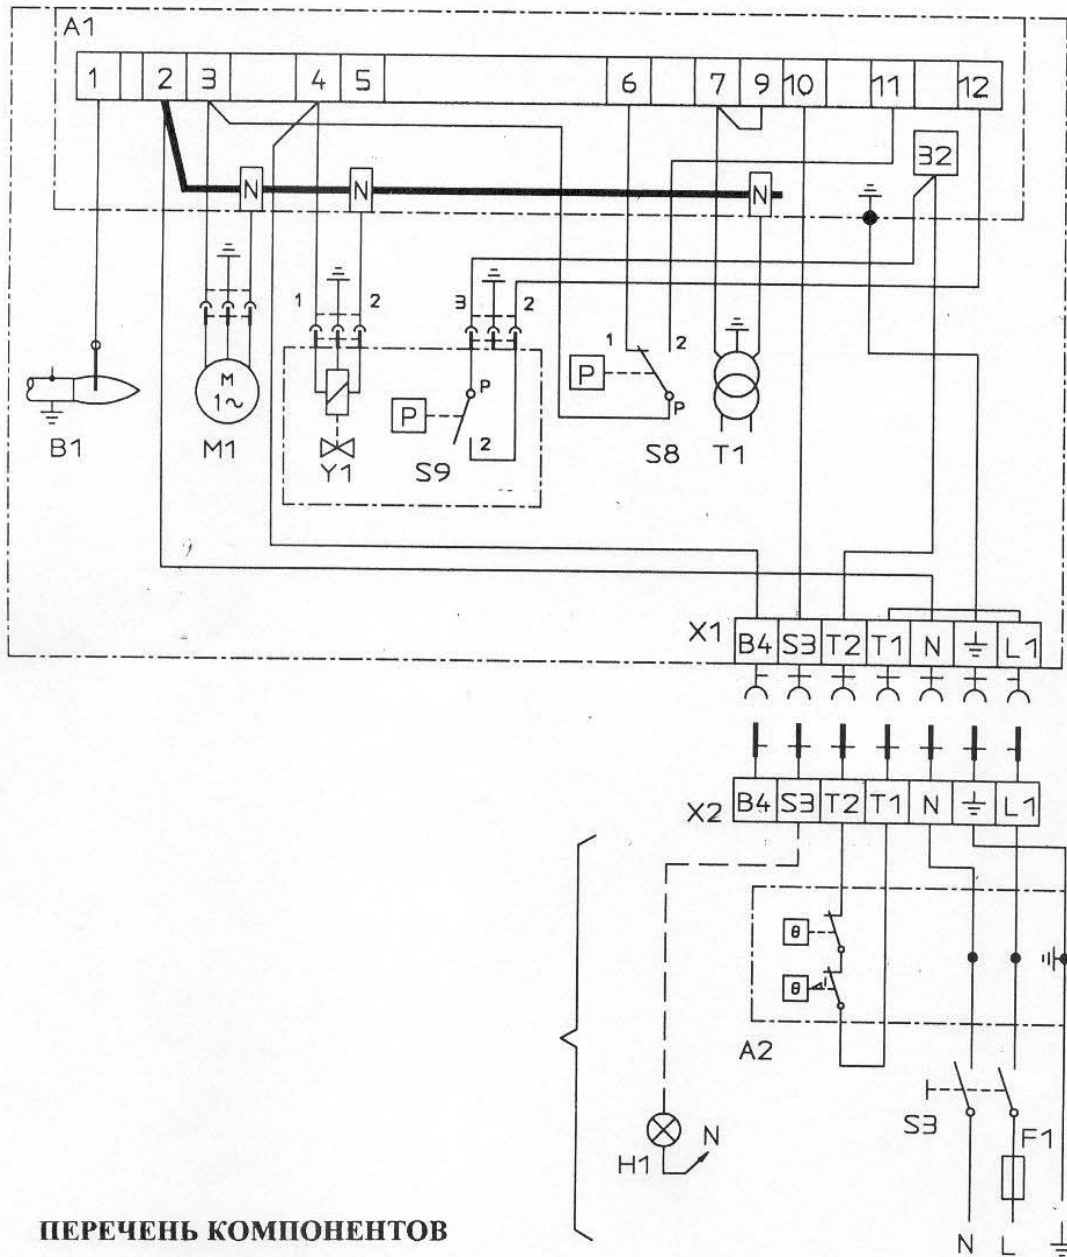 A1
1 2 3 4 5 6 7 9 10 11 12
32
N N N
1 2 3 2
1 2
P
M
1~
P
P
P
2
B1 M1 Y1 S9 S8 T1
X1 B4 S3 T2 T1 N L1
X2 B4 S3 T2 T1 N L1
θ
θ
A2
S3 F1
H1 N
N L
ПЕРЕЧЕНЬ КОМПОНЕНТОВ